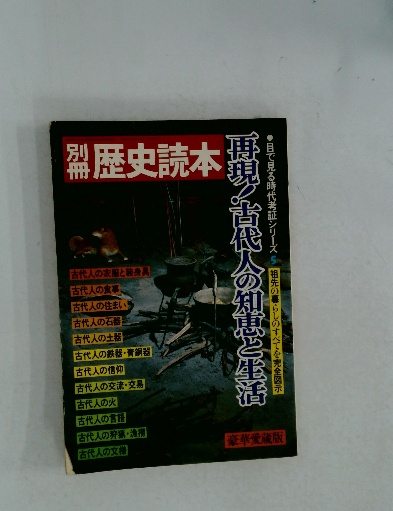 別冊 歴史読本
●目で見る時代考証シリーズ5
再現!古代人の知恵と生活
祖先の暮らしのすべてを完全図示
古代人の衣服と装身具
古代人の食事
古代人の住まい
古代人の石器
古代人の土器
古代人の鉄器・青銅器
古代人の信仰
古代人の交流・交易
古代人の火
古代人の言語
古代人の狩猟・漁撈
古代人の文様
豪華愛蔵版